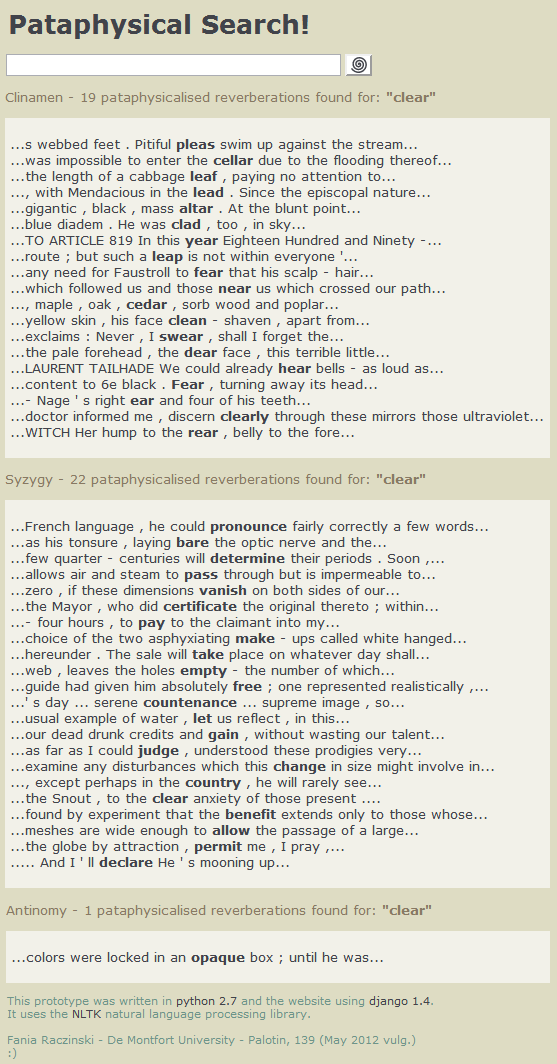 Pataphysical Search!
Clinamen - 19 pataphysicalised reverberations found for: "clear"
...s webbed feet . Pitiful pleas swim up against the stream...
...was impossible to enter the cellar due to the flooding thereof...
...the length of a cabbage leaf , paying no attention to...
..., with Mendacious in the lead . Since the episcopal nature...
...gigantic , black , mass altar . At the blunt point...
...blue diadem . He was clad , too , in sky...
...TO ARTICLE 819 In this year Eighteen Hundred and Ninety -...
...route ; but such a leap is not within everyone '...
...any need for Faustroll to fear that his scalp - hair...
...which followed us and those near us which crossed our path...
..., maple , oak , cedar , sorb wood and poplar...
...yellow skin , his face clean - shaven , apart from...
...exclaims : Never , I swear , shall I forget the...
...the pale forehead , the dear face , this terrible little...
...LAURENT TAILHADE We could already hear bells - as loud as...
...content to 6e black . Fear , turning away its head...
...- Nage ' s right ear and four of his teeth...
...doctor informed me , discern clearly through these mirrors those ultraviolet...
...WITCH Her hump to the rear , belly to the fore...
Syzygy - 22 pataphysicalised reverberations found for: "clear"
...French language , he could pronounce fairly correctly a few words...
...as his tonsure , laying bare the optic nerve and the...
...few quarter - centuries will determine their periods . Soon ,...
...allows air and steam to pass through but is impermeable to...
...zero , if these dimensions vanish on both sides of our...
...the Mayor , who did certificate the original thereto ; within...
...- four hours , to pay to the claimant into my...
...choice of the two asphyxiating make - ups called white hanged...
...hereunder . The sale will take place on whatever day shall...
...web , leaves the holes empty - the number of which...
...guide had given him absolutely free ; one represented realistically ,...
...' s day ... serene countenance ... supreme image , so...
...usual example of water , let us reflect , in this...
...our dead drunk credits and gain , without wasting our talent...
...as far as I could judge , understood these prodigies very...
...examine any disturbances which this change in size might involve in...
..., except perhaps in the country , he will rarely see...
...the Snout , to the clear anxiety of those present ....
...found by experiment that the benefit extends only to those whose...
...meshes are wide enough to allow the passage of a large...
...the globe by attraction , permit me , I pray ,...
..... And I ' ll declare He ' s mooning up...
Antinomy - 1 pataphysicalised reverberations found for: "clear"
...colors were locked in an opaque box ; until he was...
This prototype was written in python 2.7 and the website using django 1.4.
It uses the NLTK natural language processing library.
Fania Raczinski - De Montfort University - Palotin, 139 (May 2012 vulg.)
:)